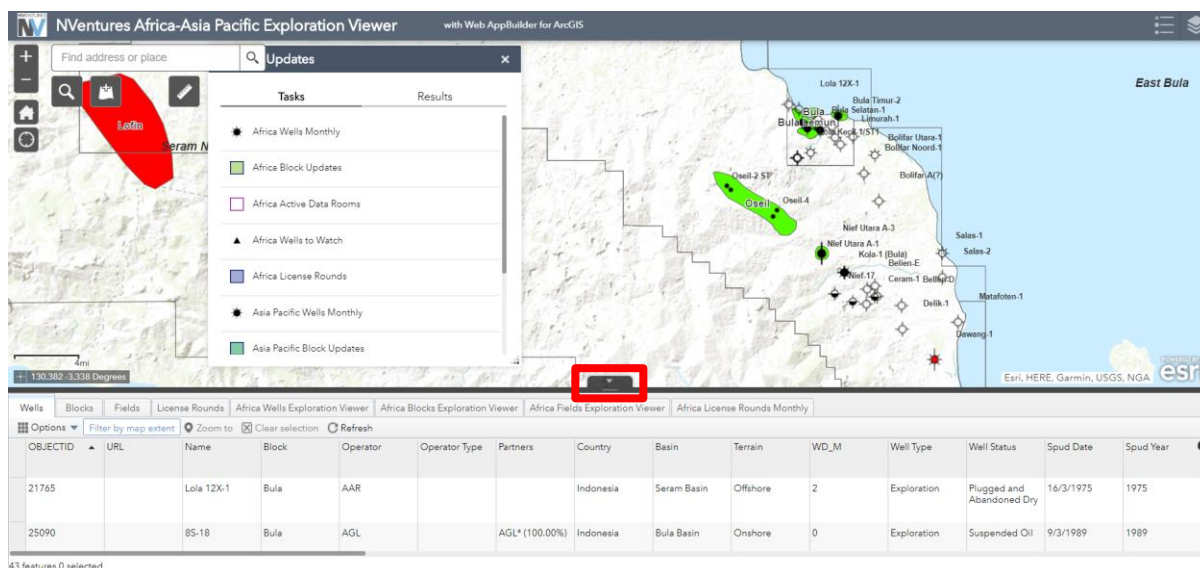 NVENTURES
NV
NVentures Africa-Asia Pacific Exploration Viewer
with Web AppBuilder for ArcGIS
Find address or place
Updates
Tasks
Results
Africa Wells Monthly
Africa Block Updates
Africa Active Data Rooms
Africa Wells to Watch
Africa License Rounds
Asia Pacific Wells Monthly
Asia Pacific Block Updates
Lofin
Seram N
East Bula
Lola 12X-1
Bula Timur-2
Bula
Bula Selatan-1
Limurah-1
Bolifar Utara-1
Bolifar Noord-1
Bolifar-A(?)
Oseil-2 ST
Oseil
Oseil-4
Nief Utara A-3
Nief Utara A-1
Salas-1
Kola-1 (Bula)
Salas-2
Belien-E
Nief-17
Ceram-1
Matafoten-1
Delik-1
Dawang-1
4mi
130.382 -3.338 Degrees
Esri, HERE, Garmin, USGS, NGA
POWERED BY
esri
Wells Blocks Fields License Rounds Africa Wells Exploration Viewer Africa Blocks Exploration Viewer Africa Fields Exploration Viewer Africa License Rounds Monthly
Options Filter by map extent Zoom to Clear selection Refresh
OBJECTID URL Name Block Operator Operator Type Partners Country Basin Terrain WD_M Well Type Well Status Spud Date Spud Year
21765 Lola 12X-1 Bula AAR Indonesia Seram Basin Offshore 2 Exploration Plugged and Abandoned Dry 16/3/1975 1975
25090 8S-18 Bula AGL AGL* (100.00%) Indonesia Bula Basin Onshore 0 Exploration Suspended Oil 9/3/1989 1989
43 features 0 selected